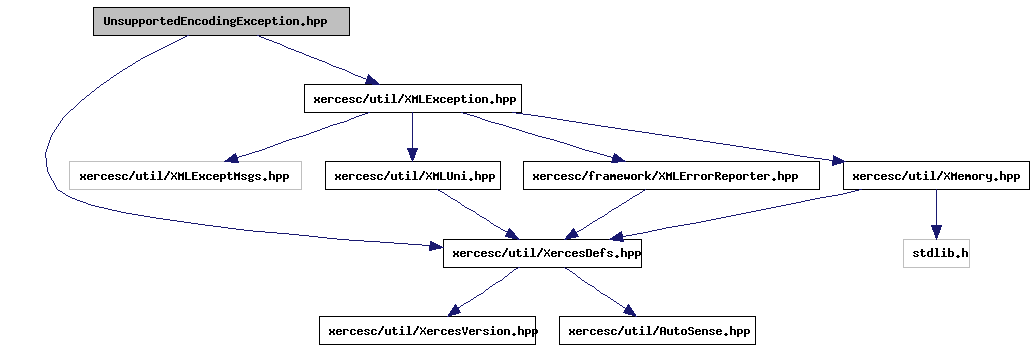 UnsupportedEncodingException.hpp
xercesc/util/XMLException.hpp
xercesc/util/XMLExceptMsgs.hpp
xercesc/util/XMLUni.hpp
xercesc/framework/XMLErrorReporter.hpp
xercesc/util/XMemory.hpp
xercesc/util/XercesDefs.hpp
stdlib.h
xercesc/util/XercesVersion.hpp
xercesc/util/AutoSense.hpp